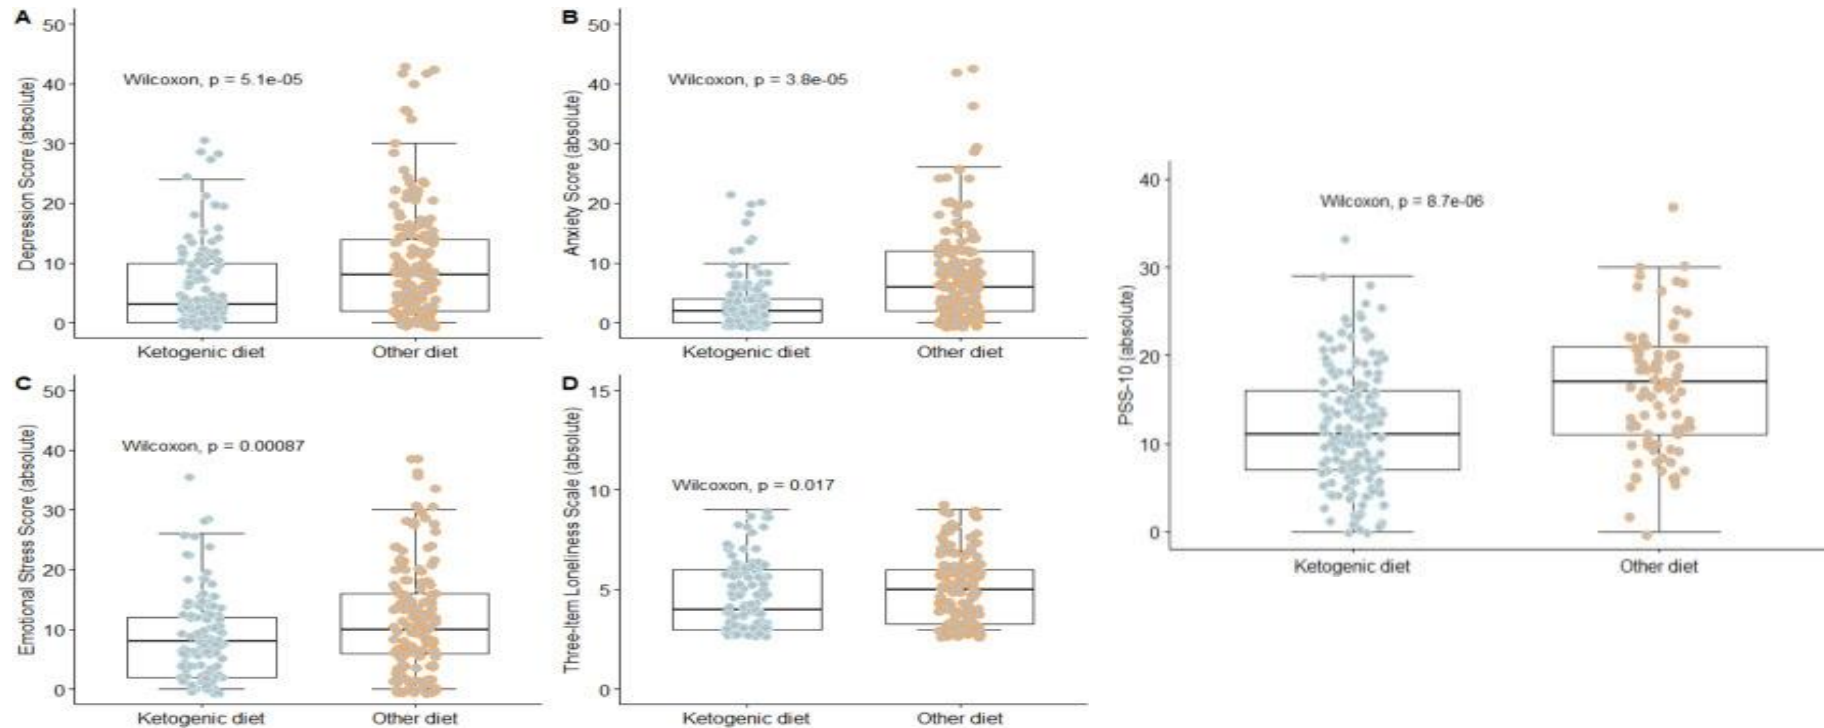 A
50
40
30
20
10
0
Depression Score (absolute)
Wilcoxon, p = 5.1e-05
Ketogenic diet
Other diet
B
50
40
30
20
10
0
Anxiety Score (absolute)
Wilcoxon, p = 3.8e-05
Ketogenic diet
Other diet
C
50
40
30
20
10
0
Emotional Stress Score (absolute)
Wilcoxon, p = 0.00087
Ketogenic diet
Other diet
D
15
10
5
0
Three-Item Loneliness Scale (absolute)
Wilcoxon, p = 0.017
Ketogenic diet
Other diet
40
30
20
10
0
PSS-10 (absolute)
Wilcoxon, p = 8.7e-06
Ketogenic diet
Other diet